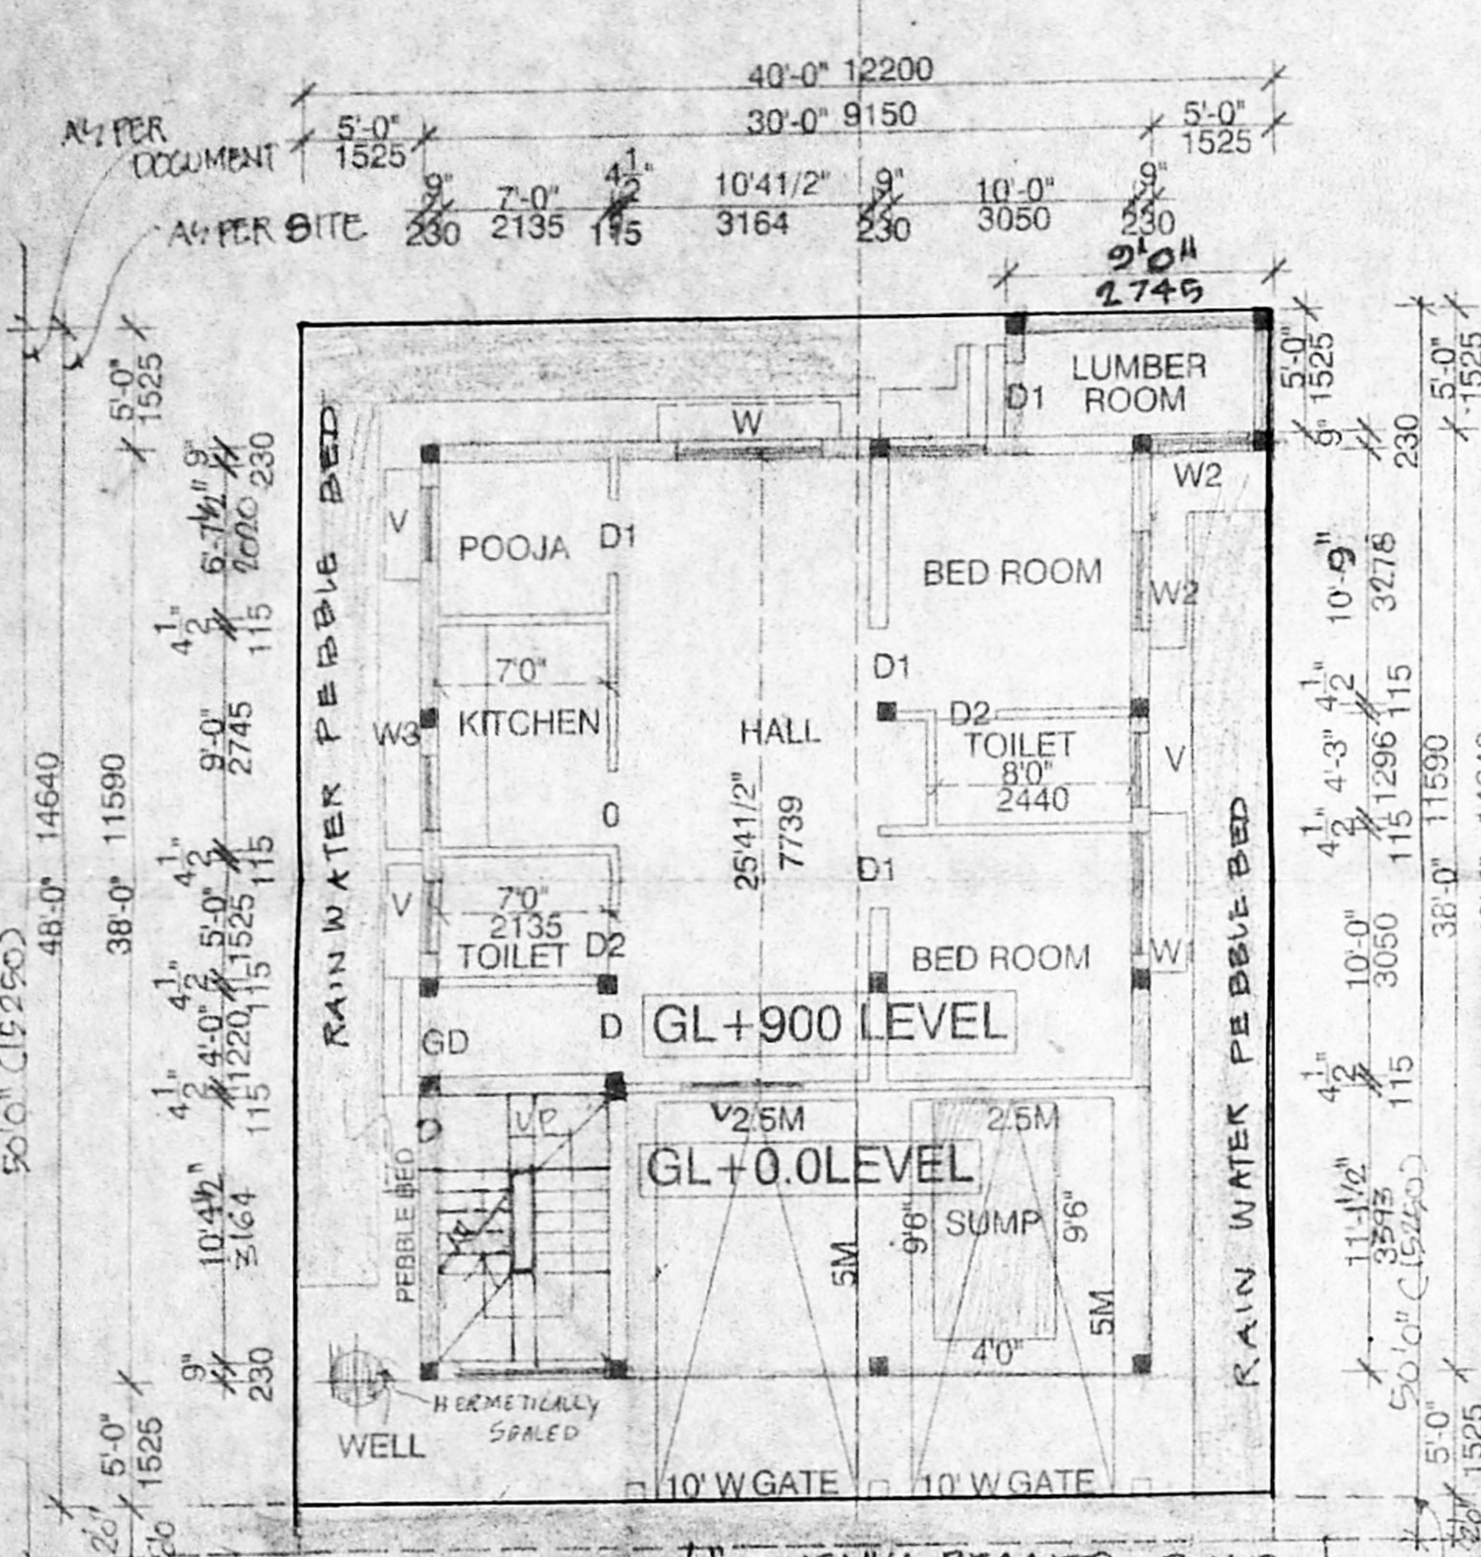 40'-0" 12200
30'-0" 9150
5'-0"
1525
5'-0"
1525
AS PER
DOCUMENT
AS PER SITE
9"
230
7'-0"
2135
4 1/2"
115
10'41/2"
3164
9"
230
10'-0"
3050
9"
230
9'0"
2745
5'-0"
1525
9"
230
6'-7½"
2020
4 1/2"
115
9'-0"
2745
4 1/2"
115
5'-0"
1525
4 1/2"
115
4'-0"
1220
4 1/2"
115
10'4½"
3164
9"
230
5'-0"
1525
48'-0" 14640
38'-0" 11590
50'0" (15250)
2'0"
RAIN WATER PEBBLE BED
LUMBER
ROOM
D1
W
W2
V
POOJA
D1
BED ROOM
W2
7'0"
KITCHEN
W3
HALL
25'41/2"
7739
D1
D2
TOILET
8'0"
2440
V
O
D1
V
7'0"
2135
TOILET
D2
BED ROOM
W1
GL+900 LEVEL
GD
D
D
UP
V
2.5M
2.5M
GL+0.0LEVEL
PEBBLE BED
UP
5M
9'6"
SUMP
9'6"
5M
4'0"
HERMETICALLY
SEALED
WELL
10' W GATE
10' W GATE
RAIN WATER PEBBLE BED
5'-0"
1525
9"
230
10'-9"
3278
4 1/2"
115
4'-3"
1296
4 1/2"
115
10'-0"
3050
4 1/2"
115
11'-1 1/2"
3393
5'-0"
1525
38'-0" 11590
50'0" (15250)
5'-0"
1525